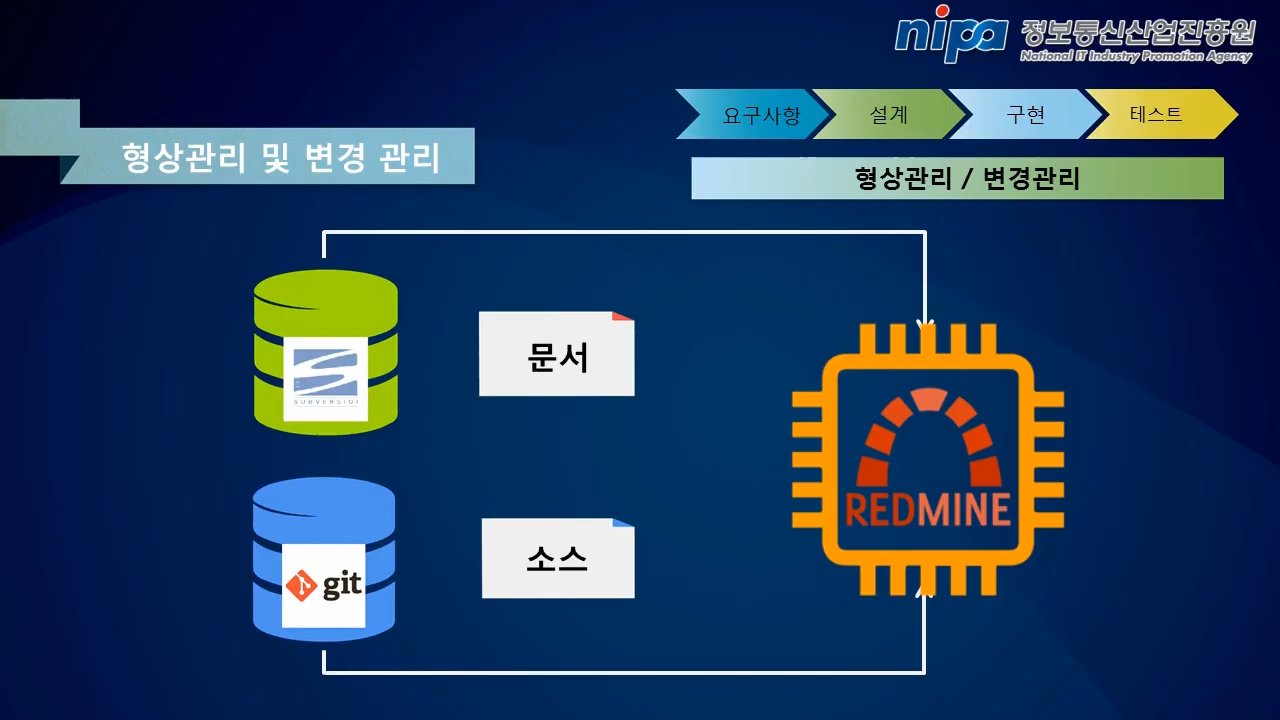 nipa 정보통신산업진흥원
National IT Industry Promotion Agency
요구사항 설계 구현 테스트
형상관리 및 변경 관리
형상관리 / 변경관리
문서
SUBVERSION
REDMINE
소스
git